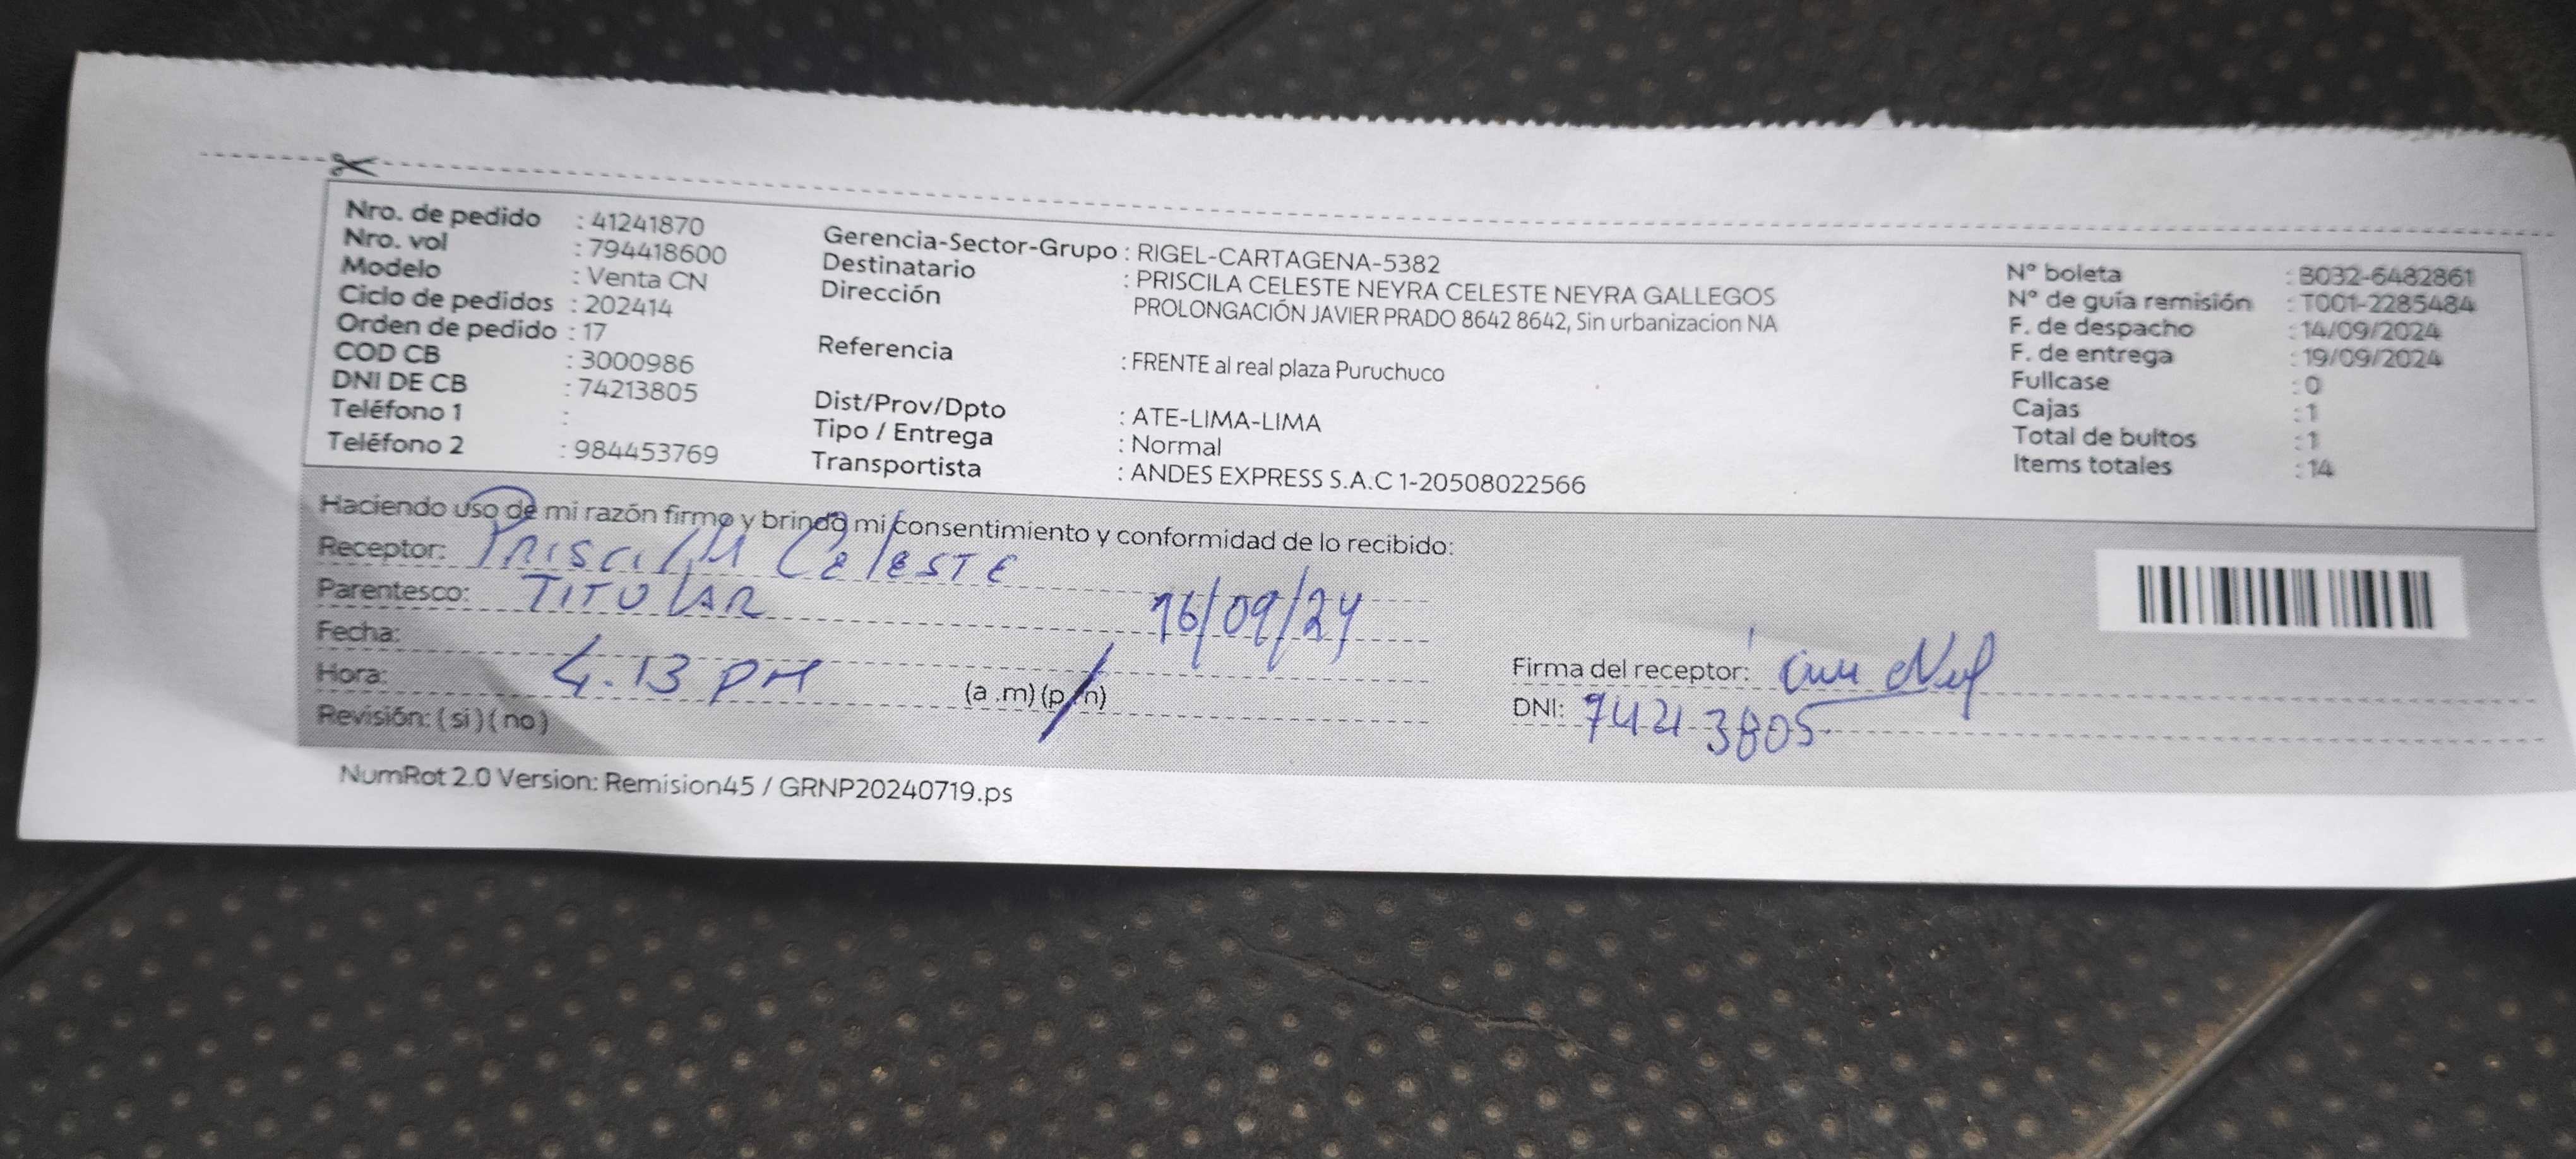 Nro. de pedido : 41241870
Nro. vol : 794418600
Modelo : Venta CN
Ciclo de pedidos : 202414
Orden de pedido : 17
COD CB : 3000986
DNI DE CB : 74213805
Teléfono 1 :
Teléfono 2 : 984453769
Gerencia-Sector-Grupo : RIGEL-CARTAGENA-5382
Destinatario : PRISCILA CELESTE NEYRA CELESTE NEYRA GALLEGOS
Dirección PROLONGACIÓN JAVIER PRADO 8642 8642, Sin urbanizacion NA
Referencia : FRENTE al real plaza Puruchuco
Dist/Prov/Dpto : ATE-LIMA-LIMA
Tipo / Entrega : Normal
Transportista : ANDES EXPRESS S.A.C 1-20508022566
N° boleta : B032-6482861
N° de guía remisión : T001-2285484
F. de despacho : 14/09/2024
F. de entrega : 19/09/2024
Fullcase : 0
Cajas : 1
Total de bultos : 1
Items totales : 14
Haciendo uso de mi razón firmo y brindo mi consentimiento y conformidad de lo recibido:
Receptor: PRISCILA CELESTE
Parentesco: TITULAR
Fecha: 16/09/24
Hora: 4.13 PM (a .m) (p.m)
Revisión: ( si ) ( no )
Firma del receptor:
DNI: 74213805
NumRot 2.0 Version: Remision45 / GRNP20240719.ps